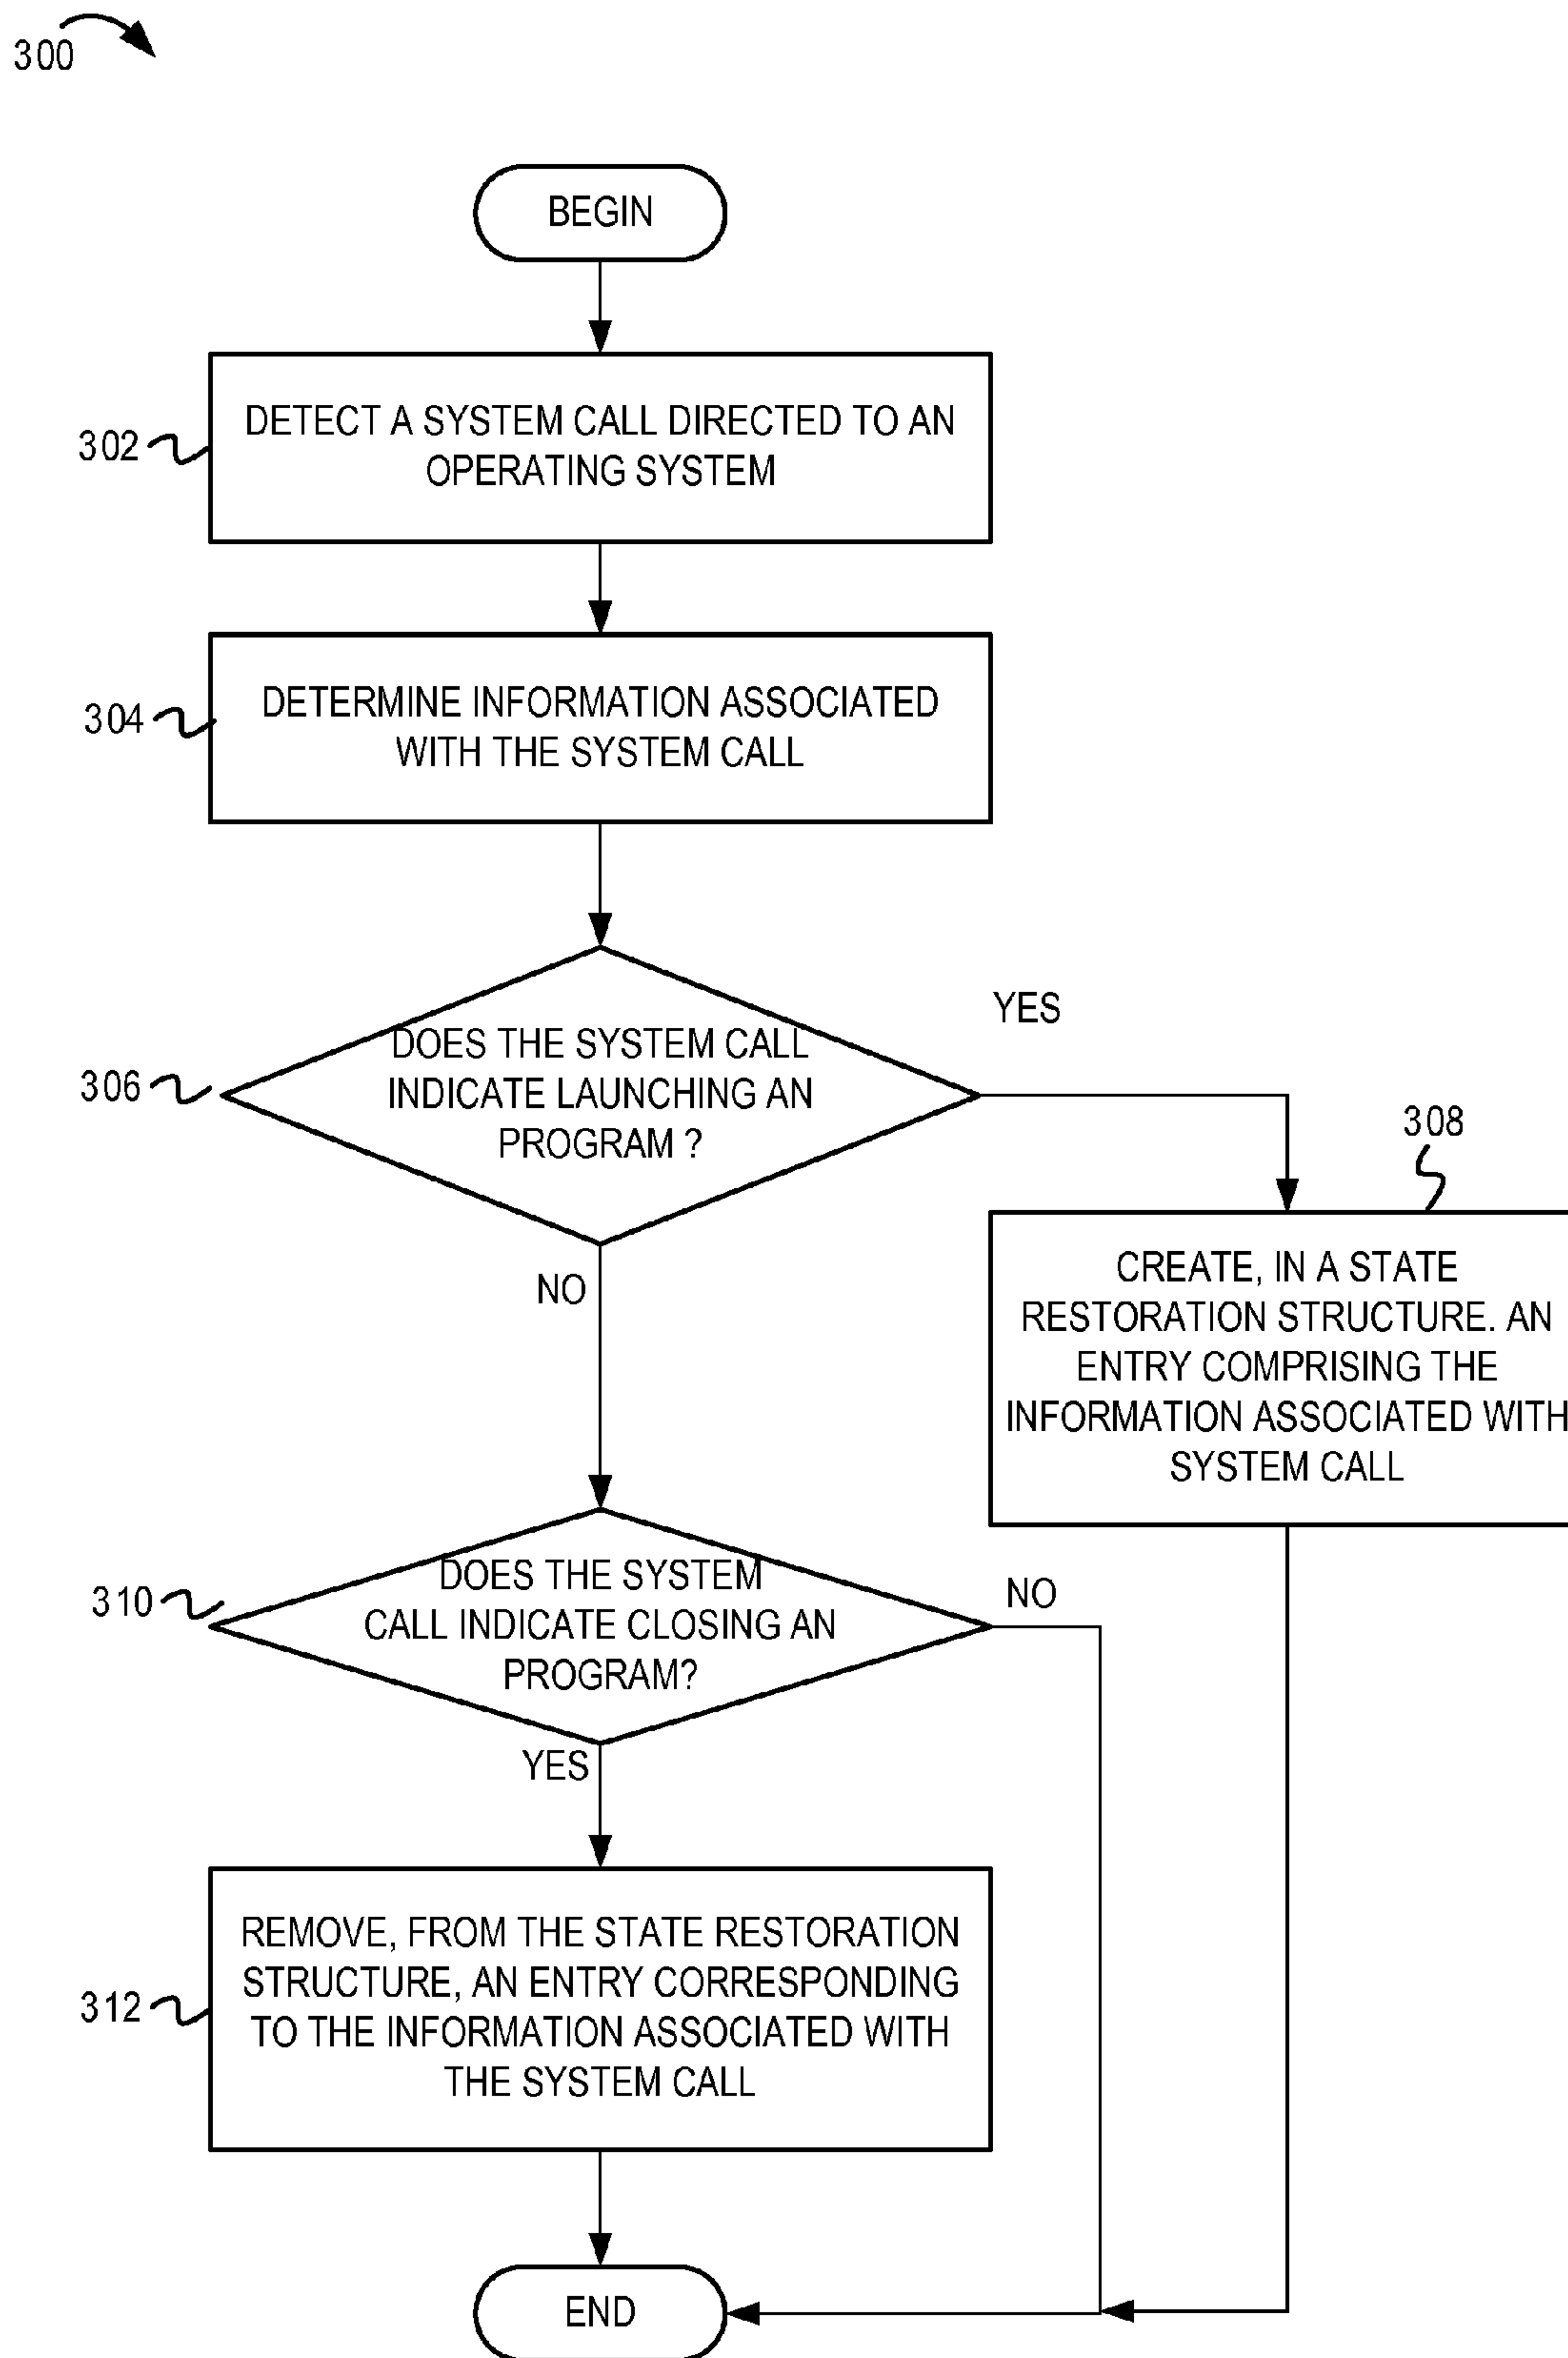 300
BEGIN
302
DETECT A SYSTEM CALL DIRECTED TO AN
OPERATING SYSTEM
304
DETERMINE INFORMATION ASSOCIATED
WITH THE SYSTEM CALL
306
DOES THE SYSTEM CALL
INDICATE LAUNCHING AN
PROGRAM ?
YES
NO
308
CREATE, IN A STATE
RESTORATION STRUCTURE. AN
ENTRY COMPRISING THE
INFORMATION ASSOCIATED WITH
SYSTEM CALL
310
DOES THE SYSTEM
CALL INDICATE CLOSING AN
PROGRAM?
NO
YES
312
REMOVE, FROM THE STATE RESTORATION
STRUCTURE, AN ENTRY CORRESPONDING
TO THE INFORMATION ASSOCIATED WITH
THE SYSTEM CALL
END